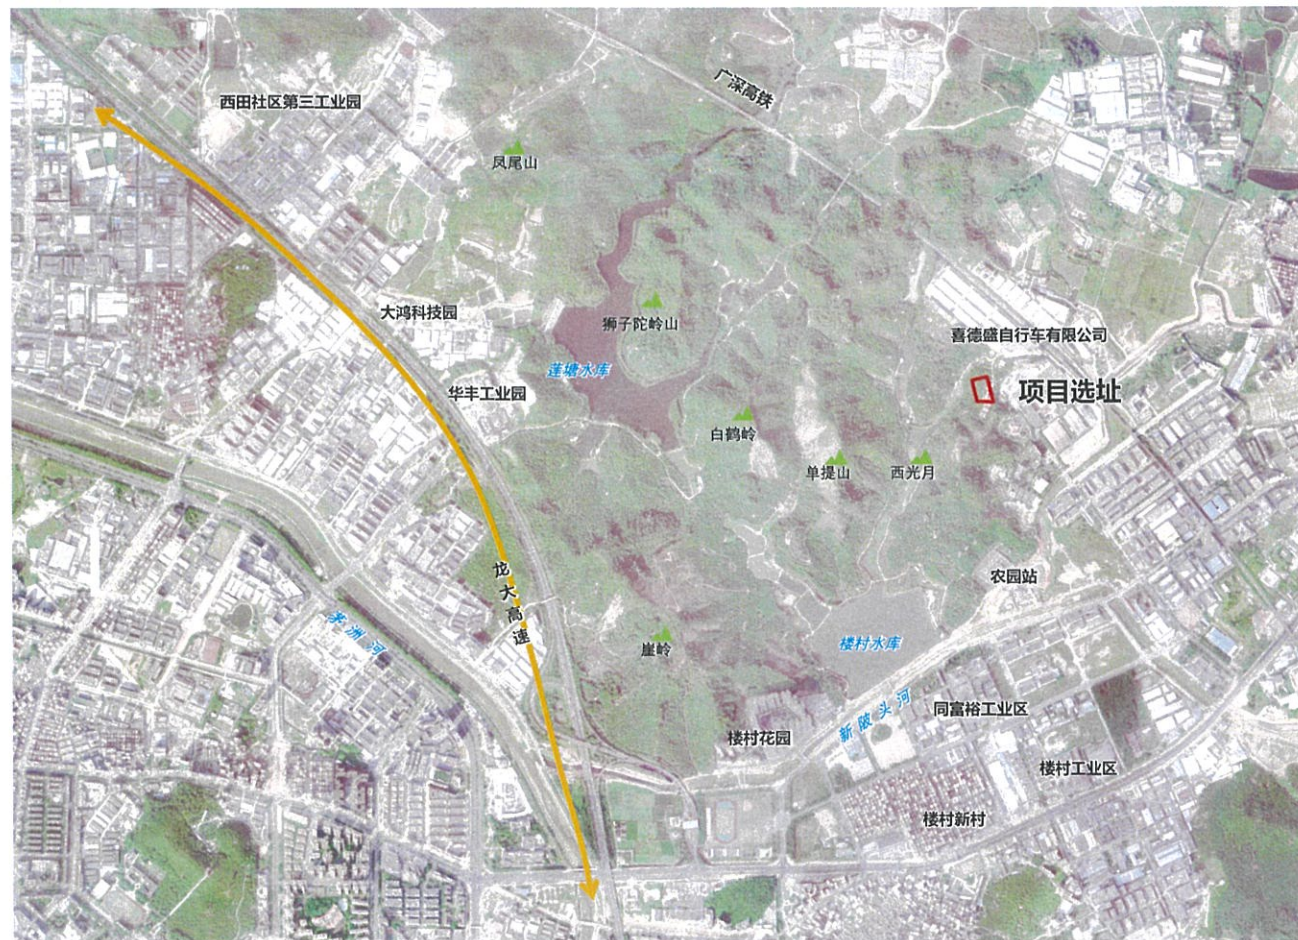 广深高铁
西田社区第三工业园
凤尾山
大鸿科技园
狮子陀岭山
喜德盛自行车有限公司
莲塘水库
华丰工业园
项目选址
白鹤岭
单提山
西光月
龙大高速
农园站
茅洲河
崖岭
楼村水库
新陂头河
同富裕工业区
楼村花园
楼村工业区
楼村新村